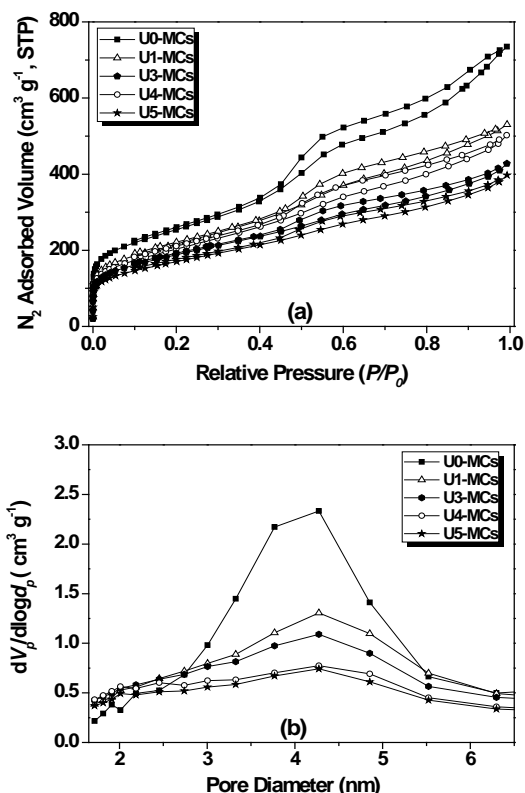 800
600
400
200
0
N₂ Adsorbed Volume (cm³ g⁻¹, STP)
U0-MCs
U1-MCs
U3-MCs
U4-MCs
U5-MCs
(a)
0.0 0.2 0.4 0.6 0.8 1.0
Relative Pressure (P/P₀)
3.0
2.5
2.0
1.5
1.0
0.5
0.0
dVₚ/dlogdₚ ( cm³ g⁻¹)
U0-MCs
U1-MCs
U3-MCs
U4-MCs
U5-MCs
(b)
2 3 4 5 6
Pore Diameter (nm)